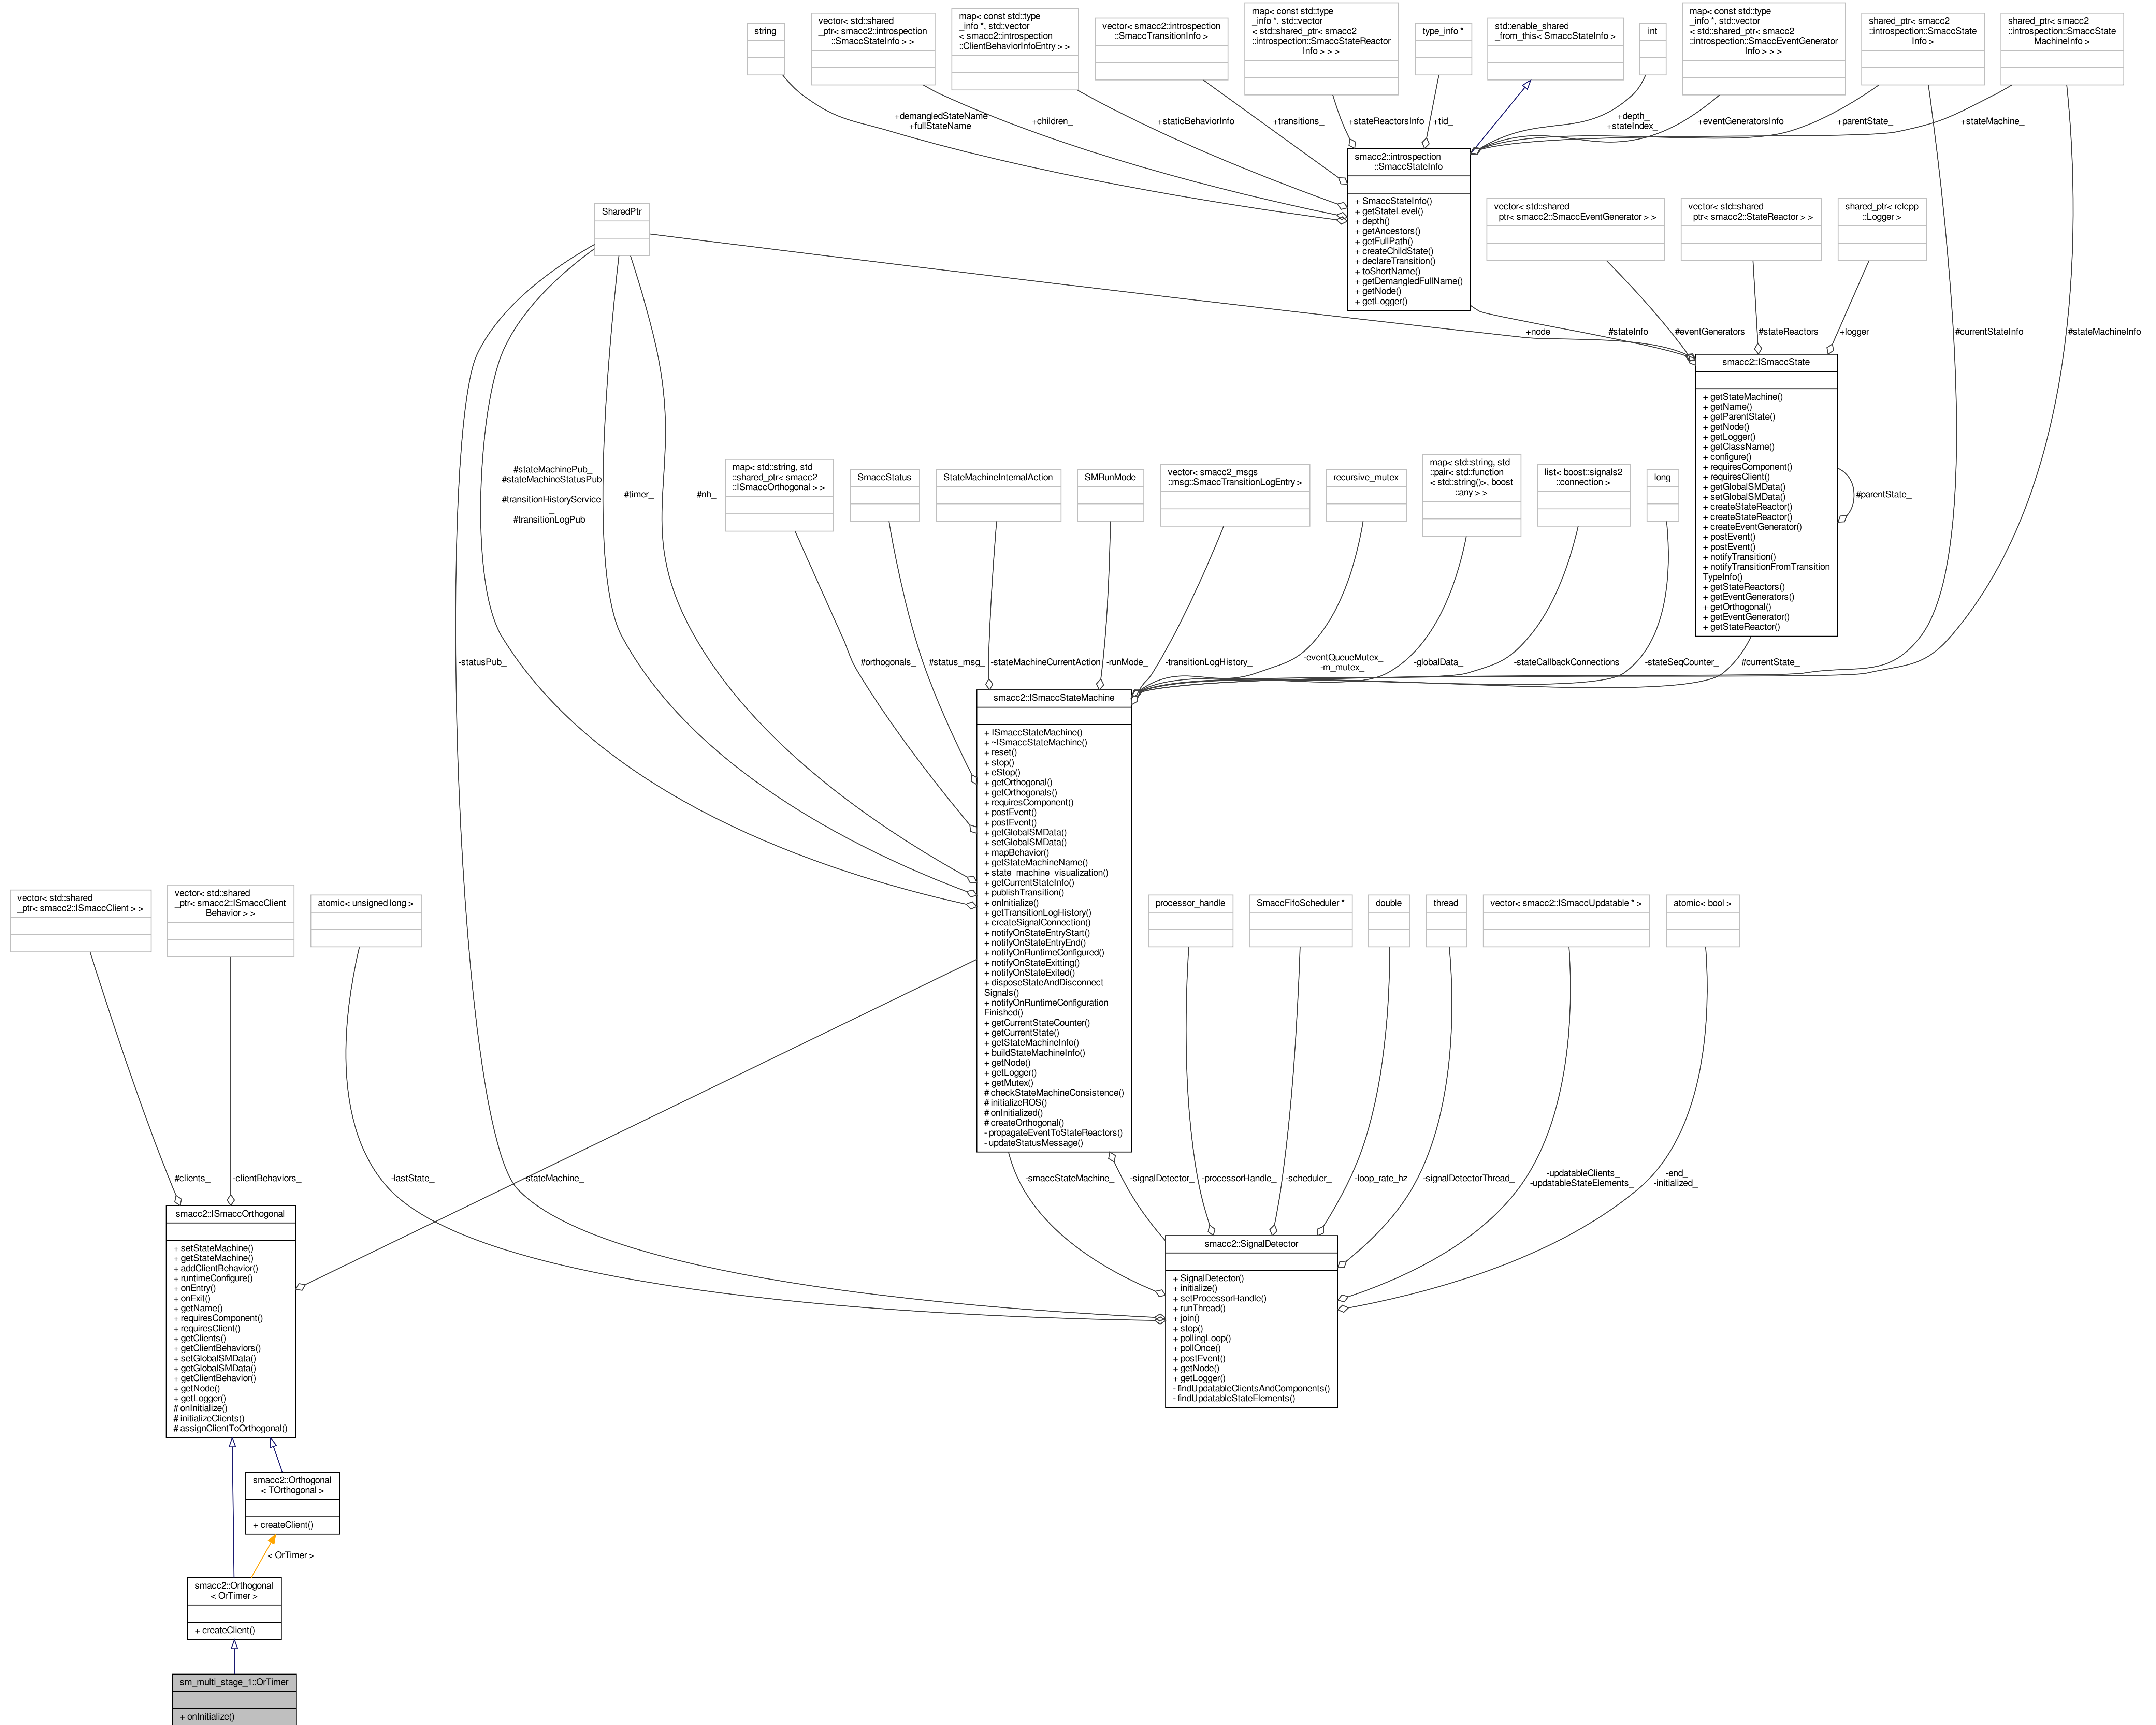 string
vector< std::shared
_ptr< smacc2::introspection
::SmaccStateInfo > >
map< const std::type
_info *, std::vector
< smacc2::introspection
::ClientBehaviorInfoEntry > >
vector< smacc2::introspection
::SmaccTransitionInfo >
map< const std::type
_info *, std::vector
< std::shared_ptr< smacc2
::introspection::SmaccStateReactor
Info > > >
type_info *
std::enable_shared
_from_this< SmaccStateInfo >
int
map< const std::type
_info *, std::vector
< std::shared_ptr< smacc2
::introspection::SmaccEventGenerator
Info > > >
shared_ptr< smacc2
::introspection::SmaccState
Info >
shared_ptr< smacc2
::introspection::SmaccState
MachineInfo >
+demangledStateName
+fullStateName
+children_
+staticBehaviorInfo
+transitions_
+stateReactorsInfo
+tid_
+depth_
+stateIndex_
+eventGeneratorsInfo
+parentState_
+stateMachine_
smacc2::introspection
::SmaccStateInfo
+ SmaccStateInfo()
+ getStateLevel()
+ depth()
+ getAncestors()
+ getFullPath()
+ createChildState()
+ declareTransition()
+ toShortName()
+ getDemangledFullName()
+ getNode()
+ getLogger()
SharedPtr
vector< std::shared
_ptr< smacc2::SmaccEventGenerator > >
vector< std::shared
_ptr< smacc2::StateReactor > >
shared_ptr< rclcpp
::Logger >
+node_
#stateInfo_
#eventGenerators_
#stateReactors_
+logger_
#currentStateInfo_
#stateMachineInfo_
smacc2::ISmaccState
+ getStateMachine()
+ getName()
+ getParentState()
+ getNode()
+ getLogger()
+ getClassName()
+ configure()
+ requiresComponent()
+ requiresClient()
+ getGlobalSMData()
+ setGlobalSMData()
+ createStateReactor()
+ createStateReactor()
+ createEventGenerator()
+ postEvent()
+ postEvent()
+ notifyTransition()
+ notifyTransitionFromTransition
TypeInfo()
+ getStateReactors()
+ getEventGenerators()
+ getOrthogonal()
+ getEventGenerator()
+ getStateReactor()
#parentState_
#stateMachinePub_
#stateMachineStatusPub
_
#transitionHistoryService
_
#transitionLogPub_
#timer_
#nh_
map< std::string, std
::shared_ptr< smacc2
::ISmaccOrthogonal > >
SmaccStatus
StateMachineInternalAction
SMRunMode
vector< smacc2_msgs
::msg::SmaccTransitionLogEntry >
recursive_mutex
map< std::string, std
::pair< std::function
< std::string()>, boost
::any > >
list< boost::signals2
::connection >
long
-statusPub_
#orthogonals_
#status_msg_
-stateMachineCurrentAction
-runMode_
-transitionLogHistory_
-eventQueueMutex_
-m_mutex_
-globalData_
-stateCallbackConnections
-stateSeqCounter_
#currentState_
smacc2::ISmaccStateMachine
+ ISmaccStateMachine()
+ ~ISmaccStateMachine()
+ reset()
+ stop()
+ eStop()
+ getOrthogonal()
+ getOrthogonals()
+ requiresComponent()
+ postEvent()
+ postEvent()
+ getGlobalSMData()
+ setGlobalSMData()
+ mapBehavior()
+ getStateMachineName()
+ state_machine_visualization()
+ getCurrentStateInfo()
+ publishTransition()
+ onInitialize()
+ getTransitionLogHistory()
+ createSignalConnection()
+ notifyOnStateEntryStart()
+ notifyOnStateEntryEnd()
+ notifyOnRuntimeConfigured()
+ notifyOnStateExitting()
+ notifyOnStateExited()
+ disposeStateAndDisconnect
Signals()
+ notifyOnRuntimeConfiguration
Finished()
+ getCurrentStateCounter()
+ getCurrentState()
+ getStateMachineInfo()
+ buildStateMachineInfo()
+ getNode()
+ getLogger()
+ getMutex()
# checkStateMachineConsistence()
# initializeROS()
# onInitialized()
# createOrthogonal()
- propagateEventToStateReactors()
- updateStatusMessage()
vector< std::shared
_ptr< smacc2::ISmaccClient > >
vector< std::shared
_ptr< smacc2::ISmaccClient
Behavior > >
atomic< unsigned long >
processor_handle
SmaccFifoScheduler *
double
thread
vector< smacc2::ISmaccUpdatable * >
atomic< bool >
#clients_
-clientBehaviors_
-lastState_
-stateMachine_
-smaccStateMachine_
-signalDetector_
-processorHandle_
-scheduler_
-loop_rate_hz
-signalDetectorThread_
-updatableClients_
-updatableStateElements_
-end_
-initialized_
smacc2::ISmaccOrthogonal
+ setStateMachine()
+ getStateMachine()
+ addClientBehavior()
+ runtimeConfigure()
+ onEntry()
+ onExit()
+ getName()
+ requiresComponent()
+ requiresClient()
+ getClients()
+ getClientBehaviors()
+ setGlobalSMData()
+ getGlobalSMData()
+ getClientBehavior()
+ getNode()
+ getLogger()
# onInitialize()
# initializeClients()
# assignClientToOrthogonal()
smacc2::SignalDetector
+ SignalDetector()
+ initialize()
+ setProcessorHandle()
+ runThread()
+ join()
+ stop()
+ pollingLoop()
+ pollOnce()
+ postEvent()
+ getNode()
+ getLogger()
- findUpdatableClientsAndComponents()
- findUpdatableStateElements()
smacc2::Orthogonal
< TOrthogonal >
+ createClient()
< OrTimer >
smacc2::Orthogonal
< OrTimer >
+ createClient()
sm_multi_stage_1::OrTimer
+ onInitialize()